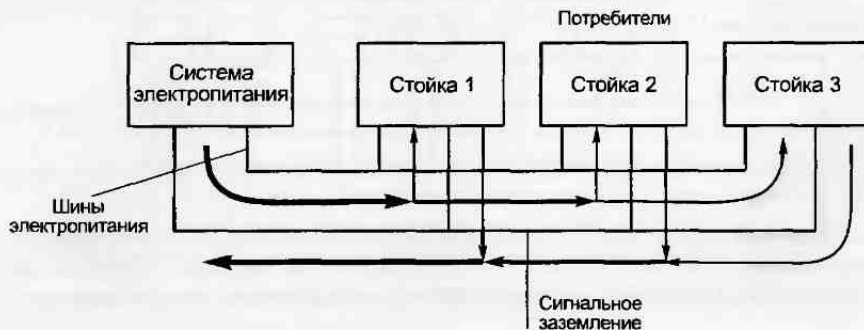 Потребители
Система
электропитания
Стойка 1
Стойка 2
Стойка 3
Шины
электропитания
Сигнальное
заземление